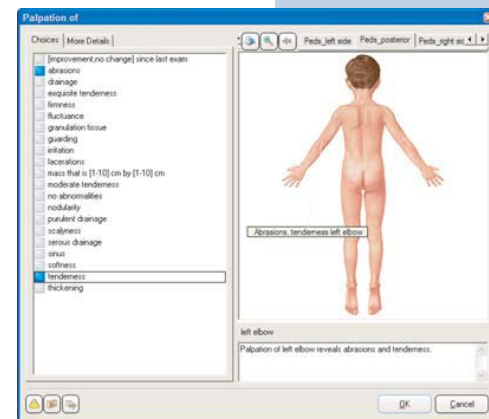 Palpation of
Choices
More Details
Peds_left side
Peds_posterior
[improvement,no change] since last exam
abrasions
drainage
exquisite tenderness
firmness
fluctuance
granulation tissue
guarding
irritation
lacerations
mass that is [1-10] cm by [1-10] cm
moderate tenderness
no abnormalities
nodularity
purulent drainage
scalyness
serous drainage
sinus
softness
tenderness
thickening
Abrasions, tenderness left elbow
left elbow
Palpation of left elbow reveals abrasions and tenderness.
OK
Cancel